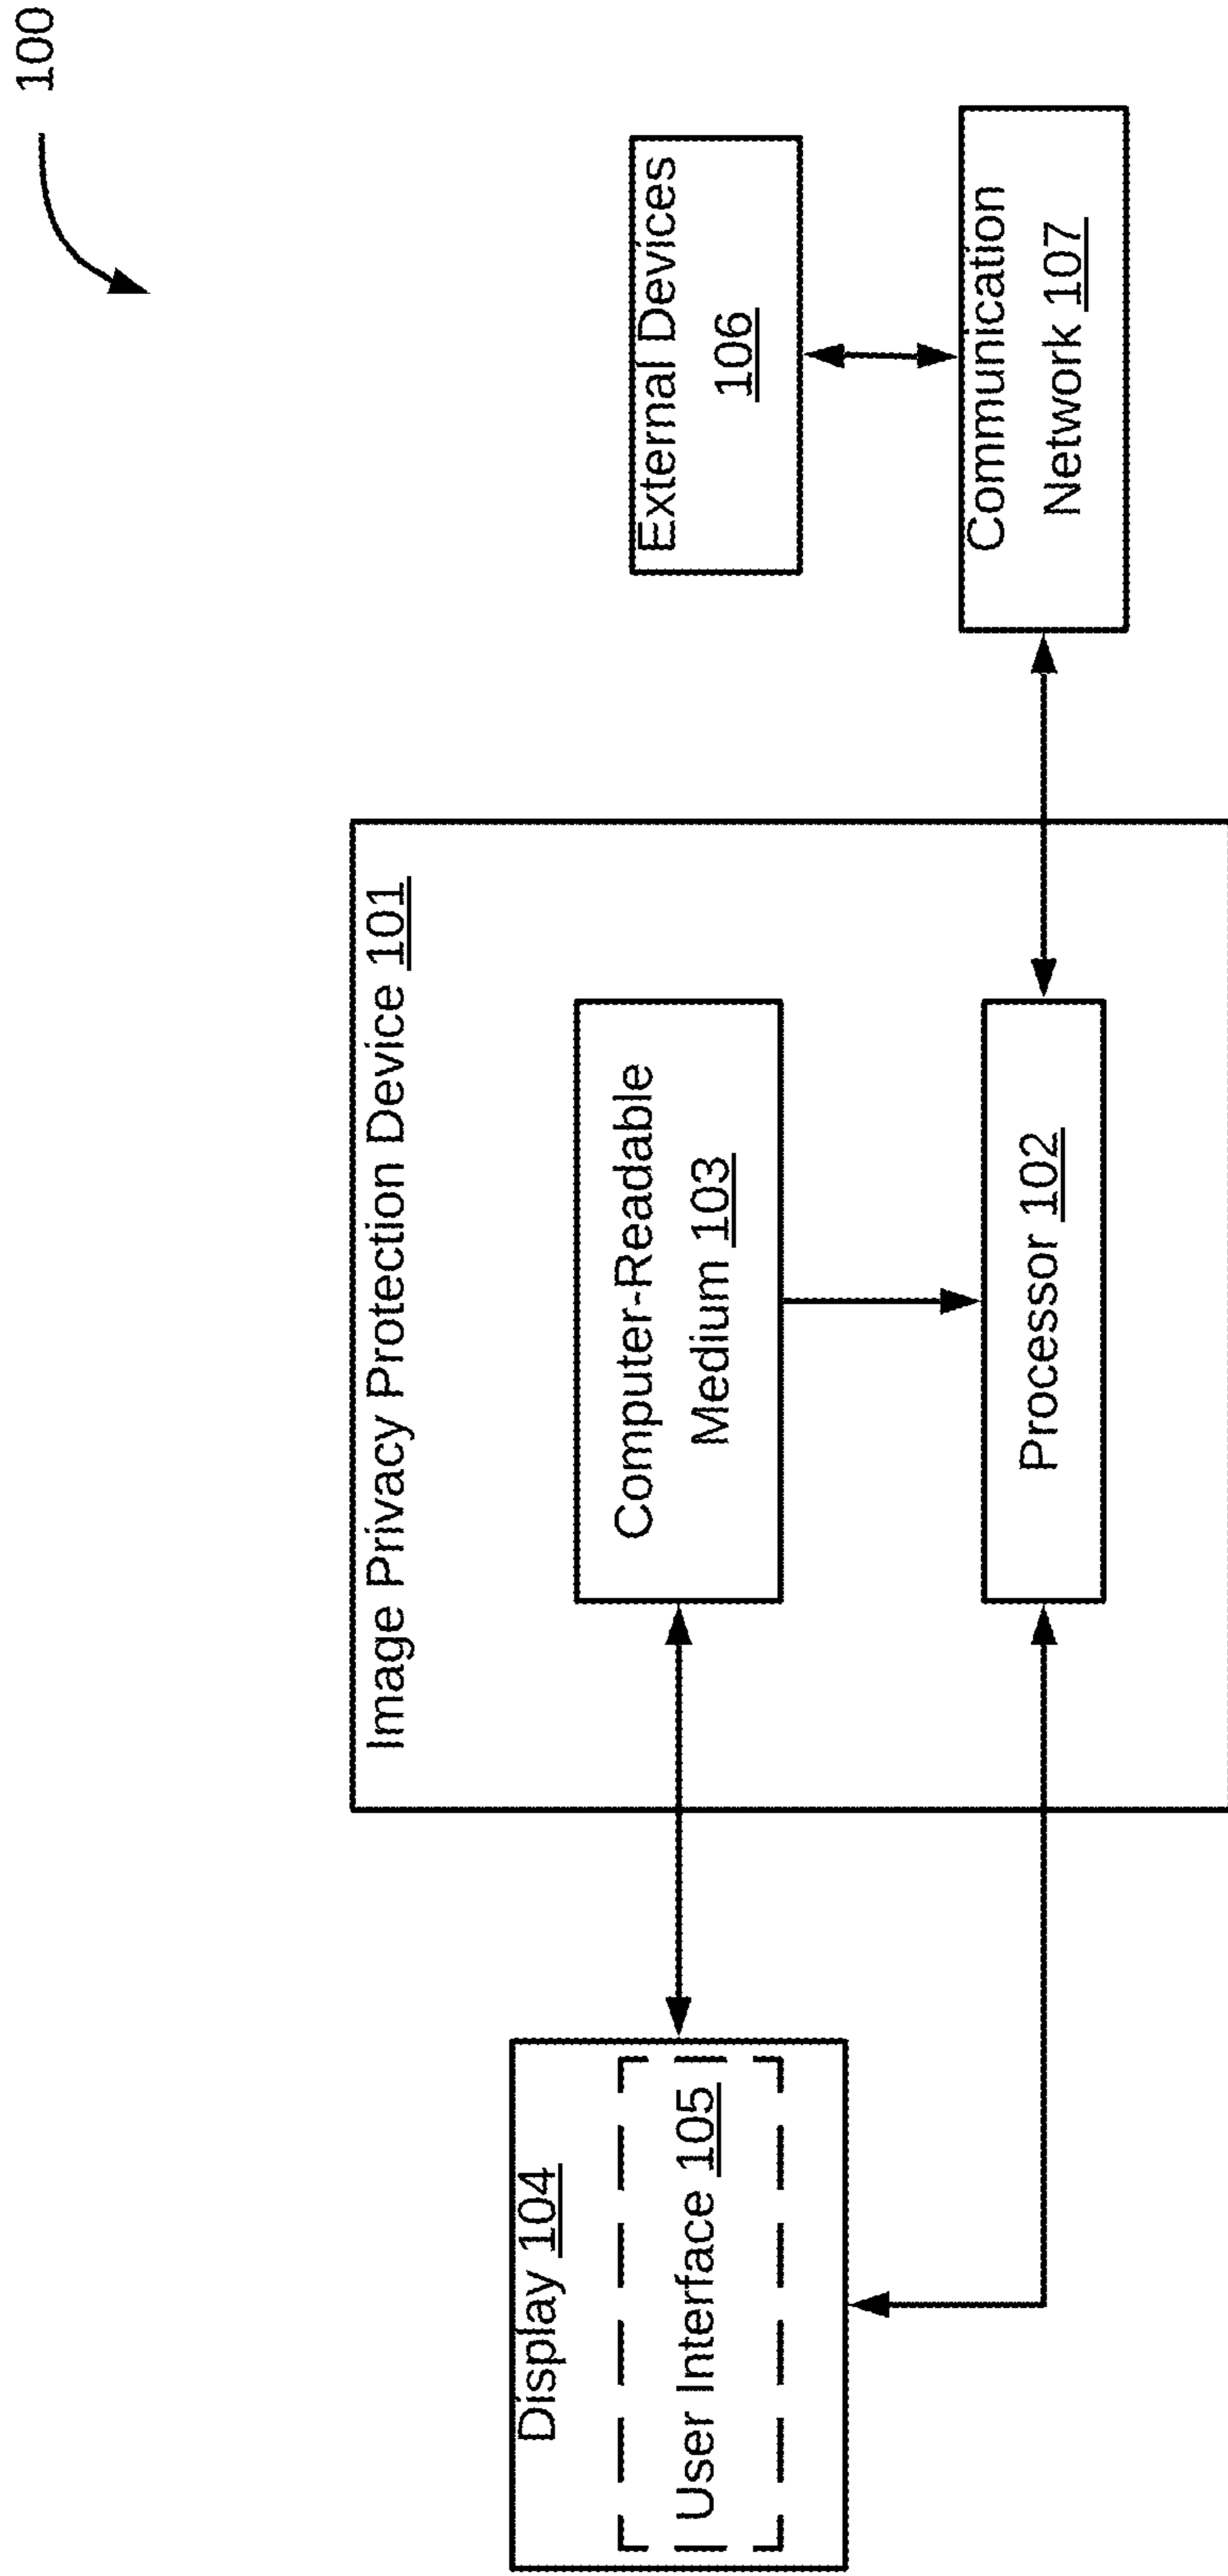 100
Image Privacy Protection Device 101
Display 104
User Interface 105
Computer-Readable
Medium 103
Processor 102
External Devices
106
Communication
Network 107